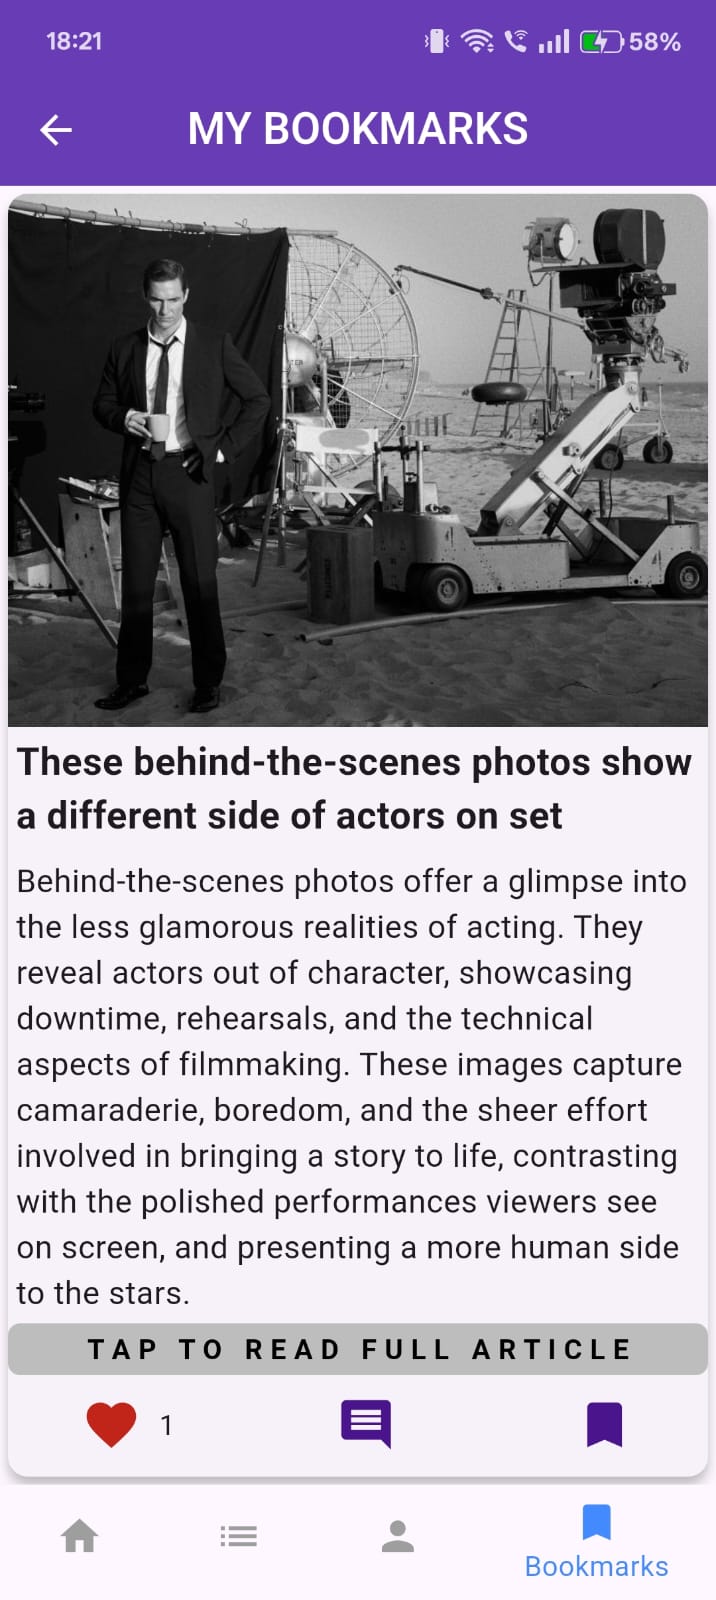 18:21
58%
MY BOOKMARKS
These behind-the-scenes photos show
a different side of actors on set
Behind-the-scenes photos offer a glimpse into
the less glamorous realities of acting. They
reveal actors out of character, showcasing
downtime, rehearsals, and the technical
aspects of filmmaking. These images capture
camaraderie, boredom, and the sheer effort
involved in bringing a story to life, contrasting
with the polished performances viewers see
on screen, and presenting a more human side
to the stars.
TAP TO READ FULL ARTICLE
1
Bookmarks